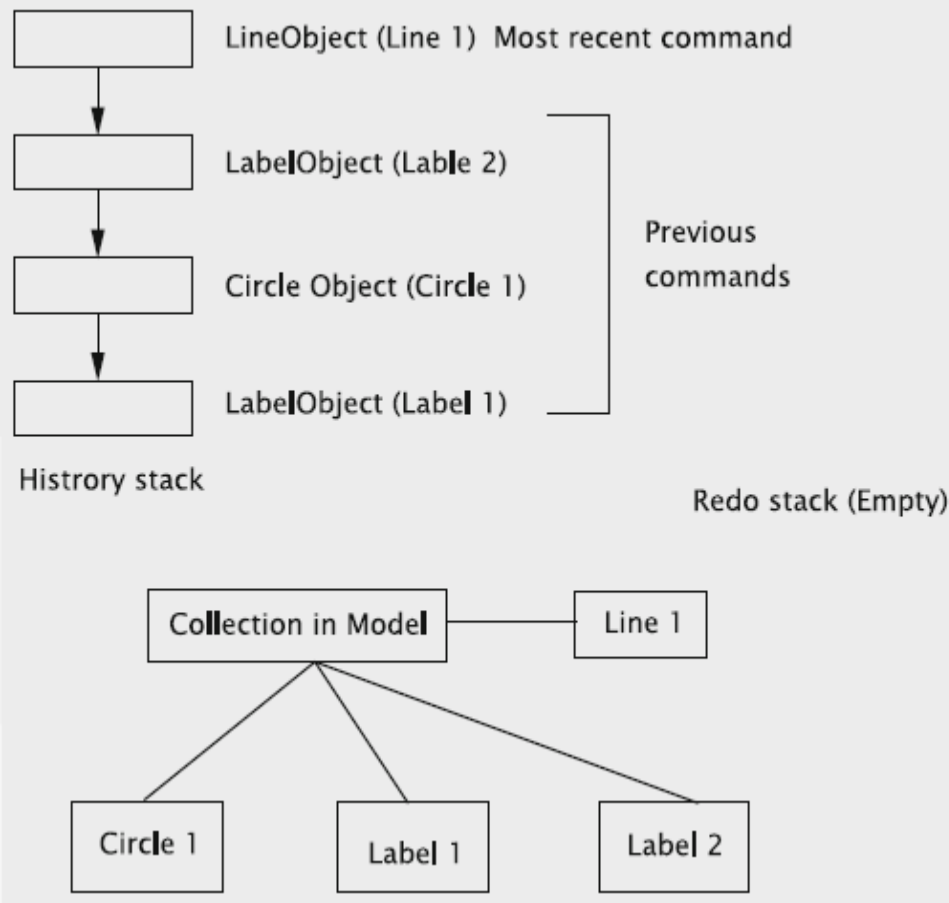 LineObject (Line 1) Most recent command
LabelObject (Lable 2)
Circle Object (Circle 1)
LabelObject (Label 1)
Previous
commands
Histrory stack
Redo stack (Empty)
Collection in Model
Line 1
Circle 1
Label 1
Label 2